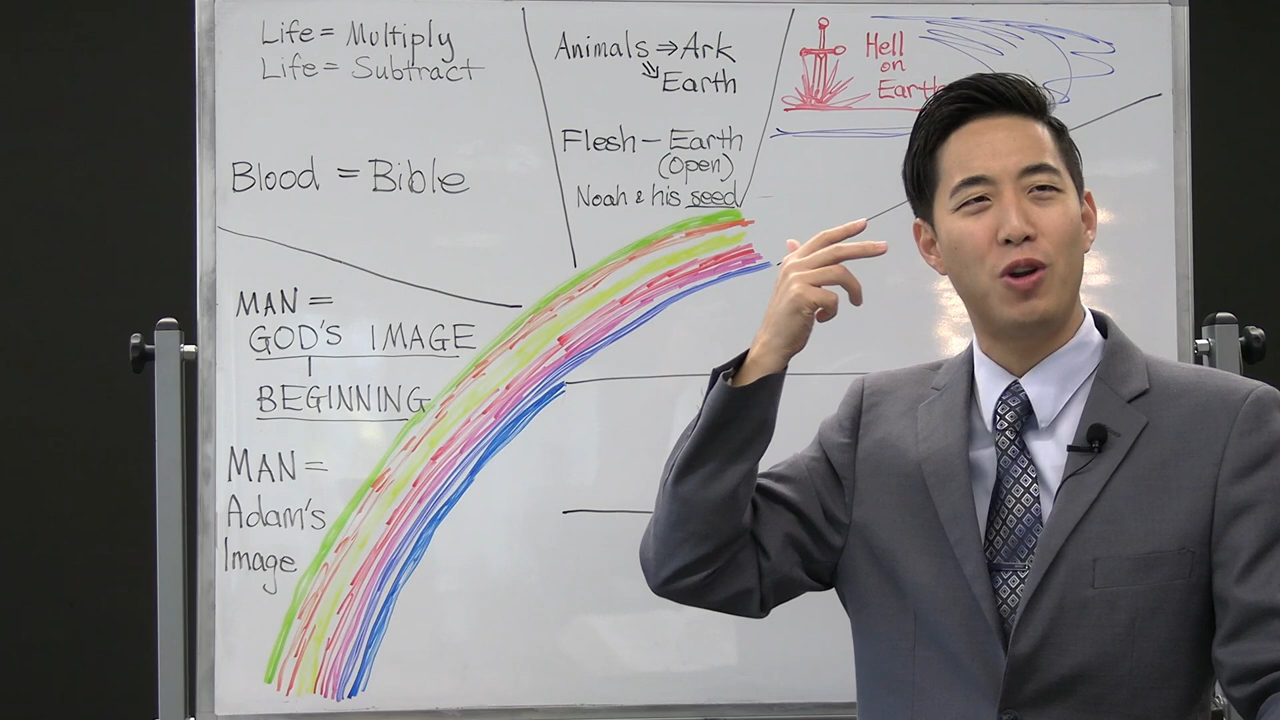 Life = Multiply
Life = Subtract
Blood = Bible
Animals ⇒ Ark
⇘ Earth
Flesh – Earth
(Open)
Noah & his seed
Hell
on
Earth
MAN =
GOD'S IMAGE
BEGINNING
MAN =
Adam's
Image